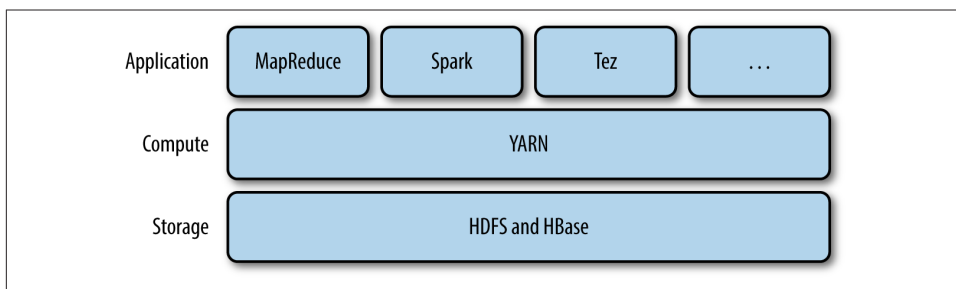 Application MapReduce Spark Tez ...
Compute YARN
Storage HDFS and HBase